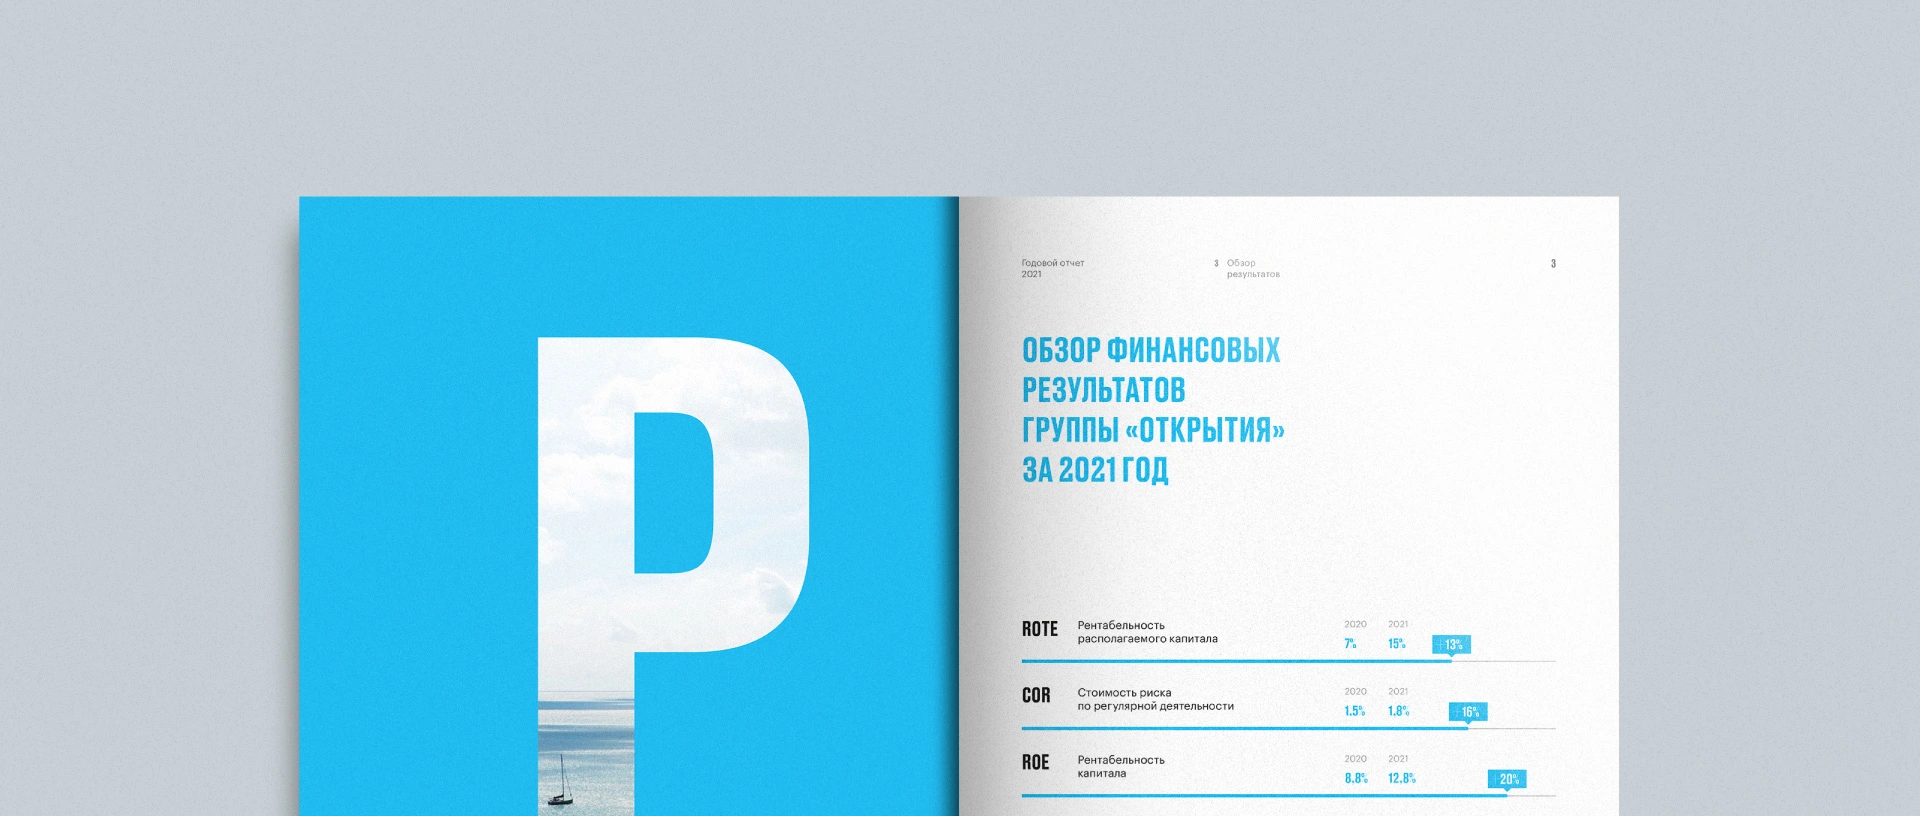 Р
Годовой отчет
2021
3 Обзор
результатов
3
ОБЗОР ФИНАНСОВЫХ
РЕЗУЛЬТАТОВ
ГРУППЫ «ОТКРЫТИЯ»
ЗА 2021 ГОД
ROTE Рентабельность
располагаемого капитала
2020 2021
7% 15% +13%
COR Стоимость риска
по регулярной деятельности
2020 2021
1.5% 1.8% +16%
ROE Рентабельность
капитала
2020 2021
8.8% 12.8% +20%